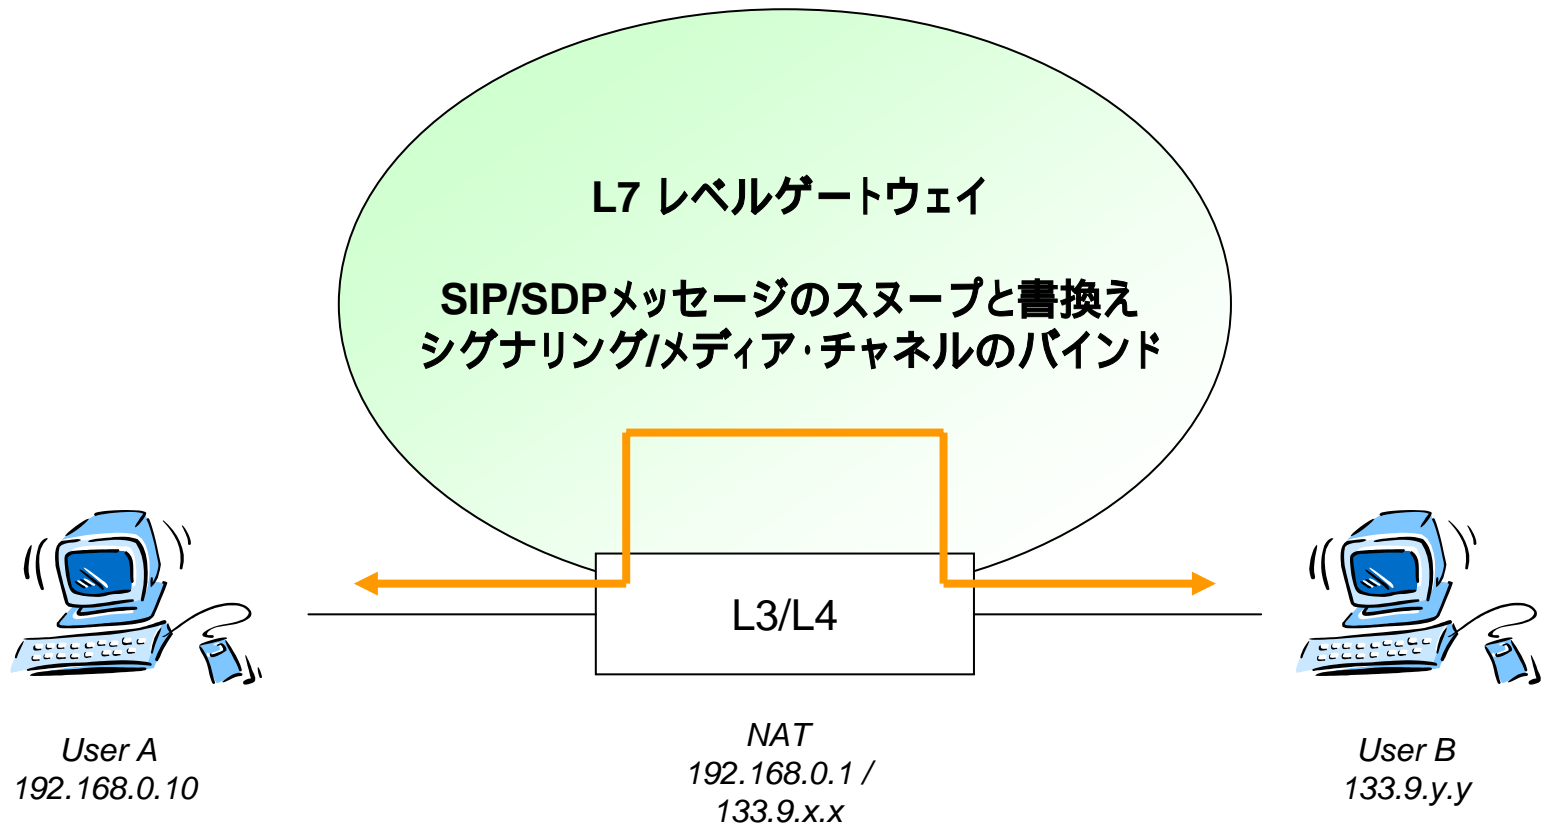 L7 レベルゲートウェイ
SIP/SDPメッセージのスヌープと書換え
シグナリング/メディア・チャネルのバインド
L3/L4
User A
192.168.0.10
NAT
192.168.0.1 /
133.9.x.x
User B
133.9.y.y